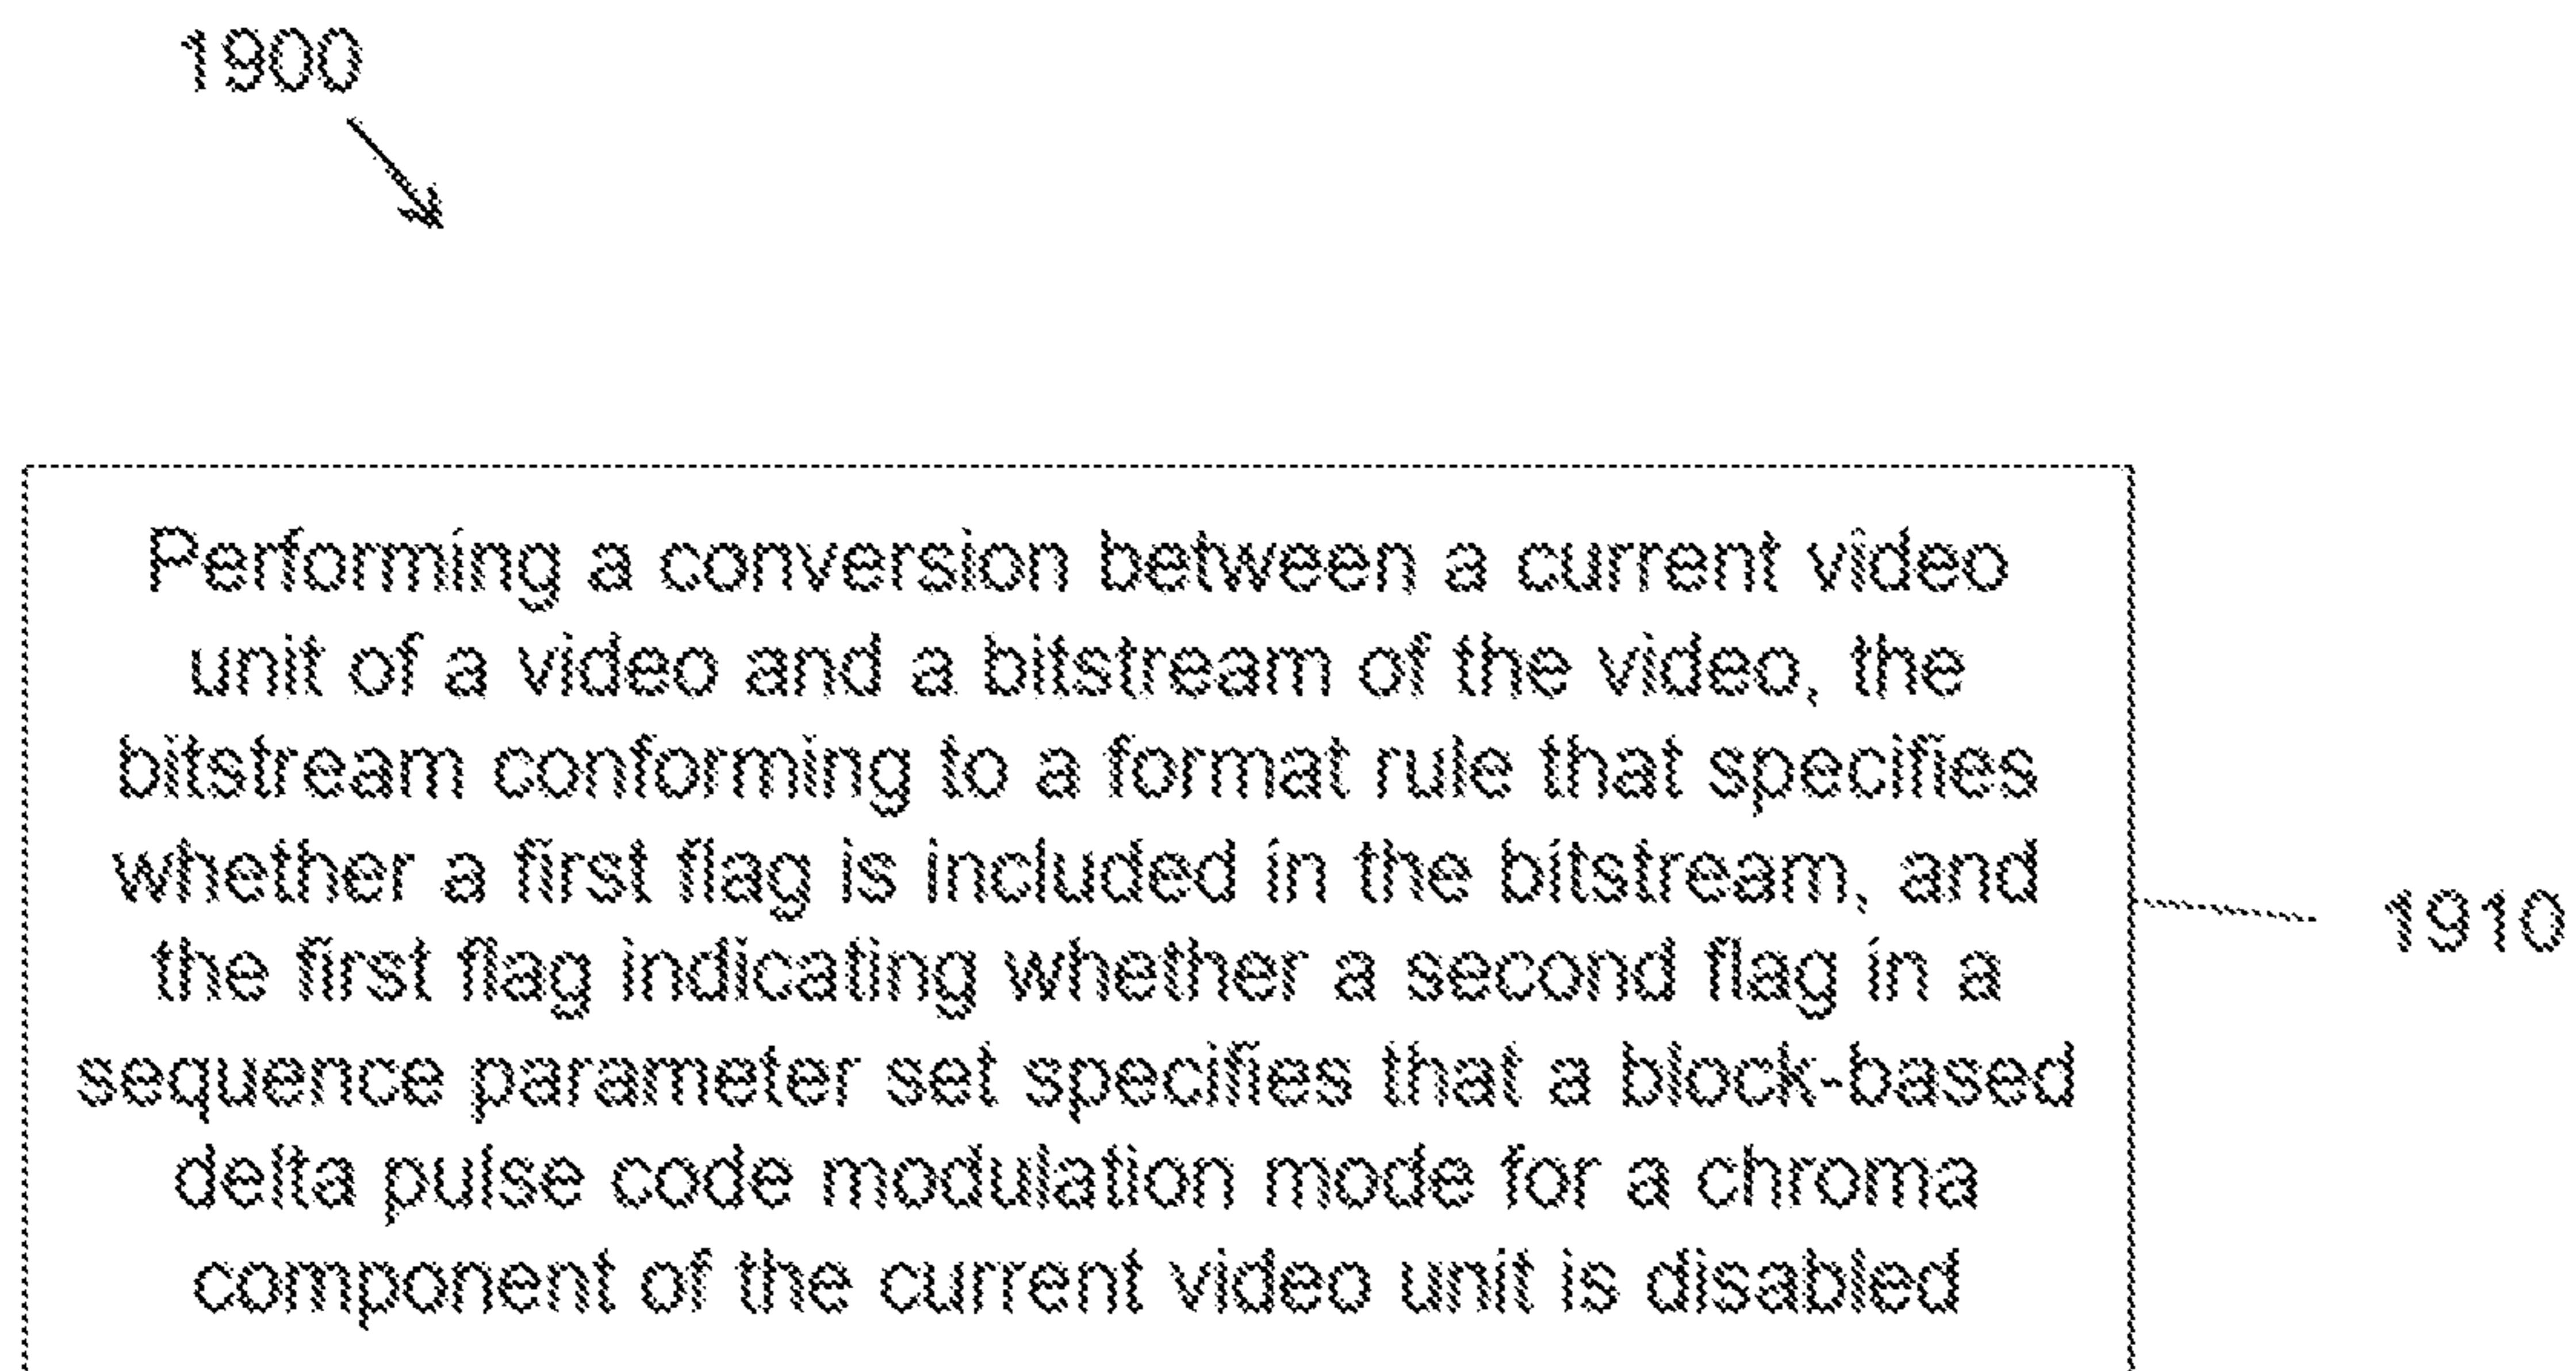 1900
Performing a conversion between a current video
unit of a video and a bitstream of the video, the
bitstream conforming to a format rule that specifies
whether a first flag is included in the bitstream, and
the first flag indicating whether a second flag in a
1910
sequence parameter set specifies that a block-based
delta pulse code modulation mode for a chroma
component of the current video unit is disabled